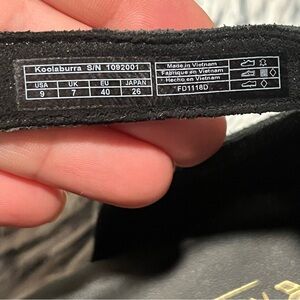 Koolaburra S/N 1092001
USA UK EU JAPAN
9 7 40 26
Made in Vietnam
Fabriqué en Vietnam
Hecho en Vietnam
FD1118D